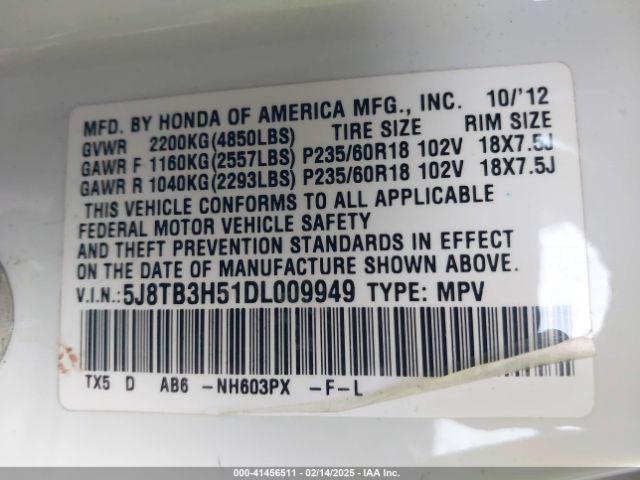 MFD. BY HONDA OF AMERICA MFG., INC. 10/'12
GVWR 2200KG(4850LBS) TIRE SIZE RIM SIZE
GAWR F 1160KG(2557LBS) P235/60R18 102V 18X7.5J
GAWR R 1040KG(2293LBS) P235/60R18 102V 18X7.5J
THIS VEHICLE CONFORMS TO ALL APPLICABLE
FEDERAL MOTOR VEHICLE SAFETY
AND THEFT PREVENTION STANDARDS IN EFFECT
ON THE DATE OF MANUFACTURE SHOWN ABOVE.
V.I.N.: 5J8TB3H51DL009949 TYPE: MPV
TX5 D AB6 -NH603PX -F-L
000-41456511 - 02/14/2025 - IAAI.COM